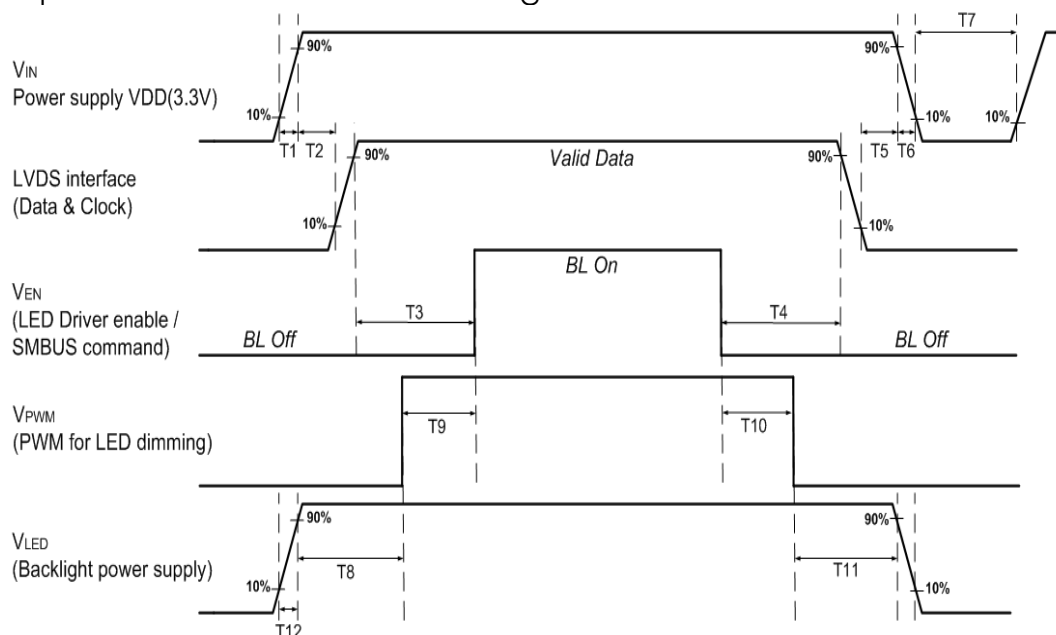 T7
90%
90%
VIN
Power supply VDD(3.3V)
10%
10%
10%
T1
T2
T5
T6
90%
Valid Data
90%
LVDS interface
(Data & Clock)
10%
10%
BL On
VEN
(LED Driver enable /
SMBUS command)
T3
T4
BL Off
BL Off
VPWM
(PWM for LED dimming)
T9
T10
90%
90%
VLED
(Backlight power supply)
T8
T11
10%
10%
T12